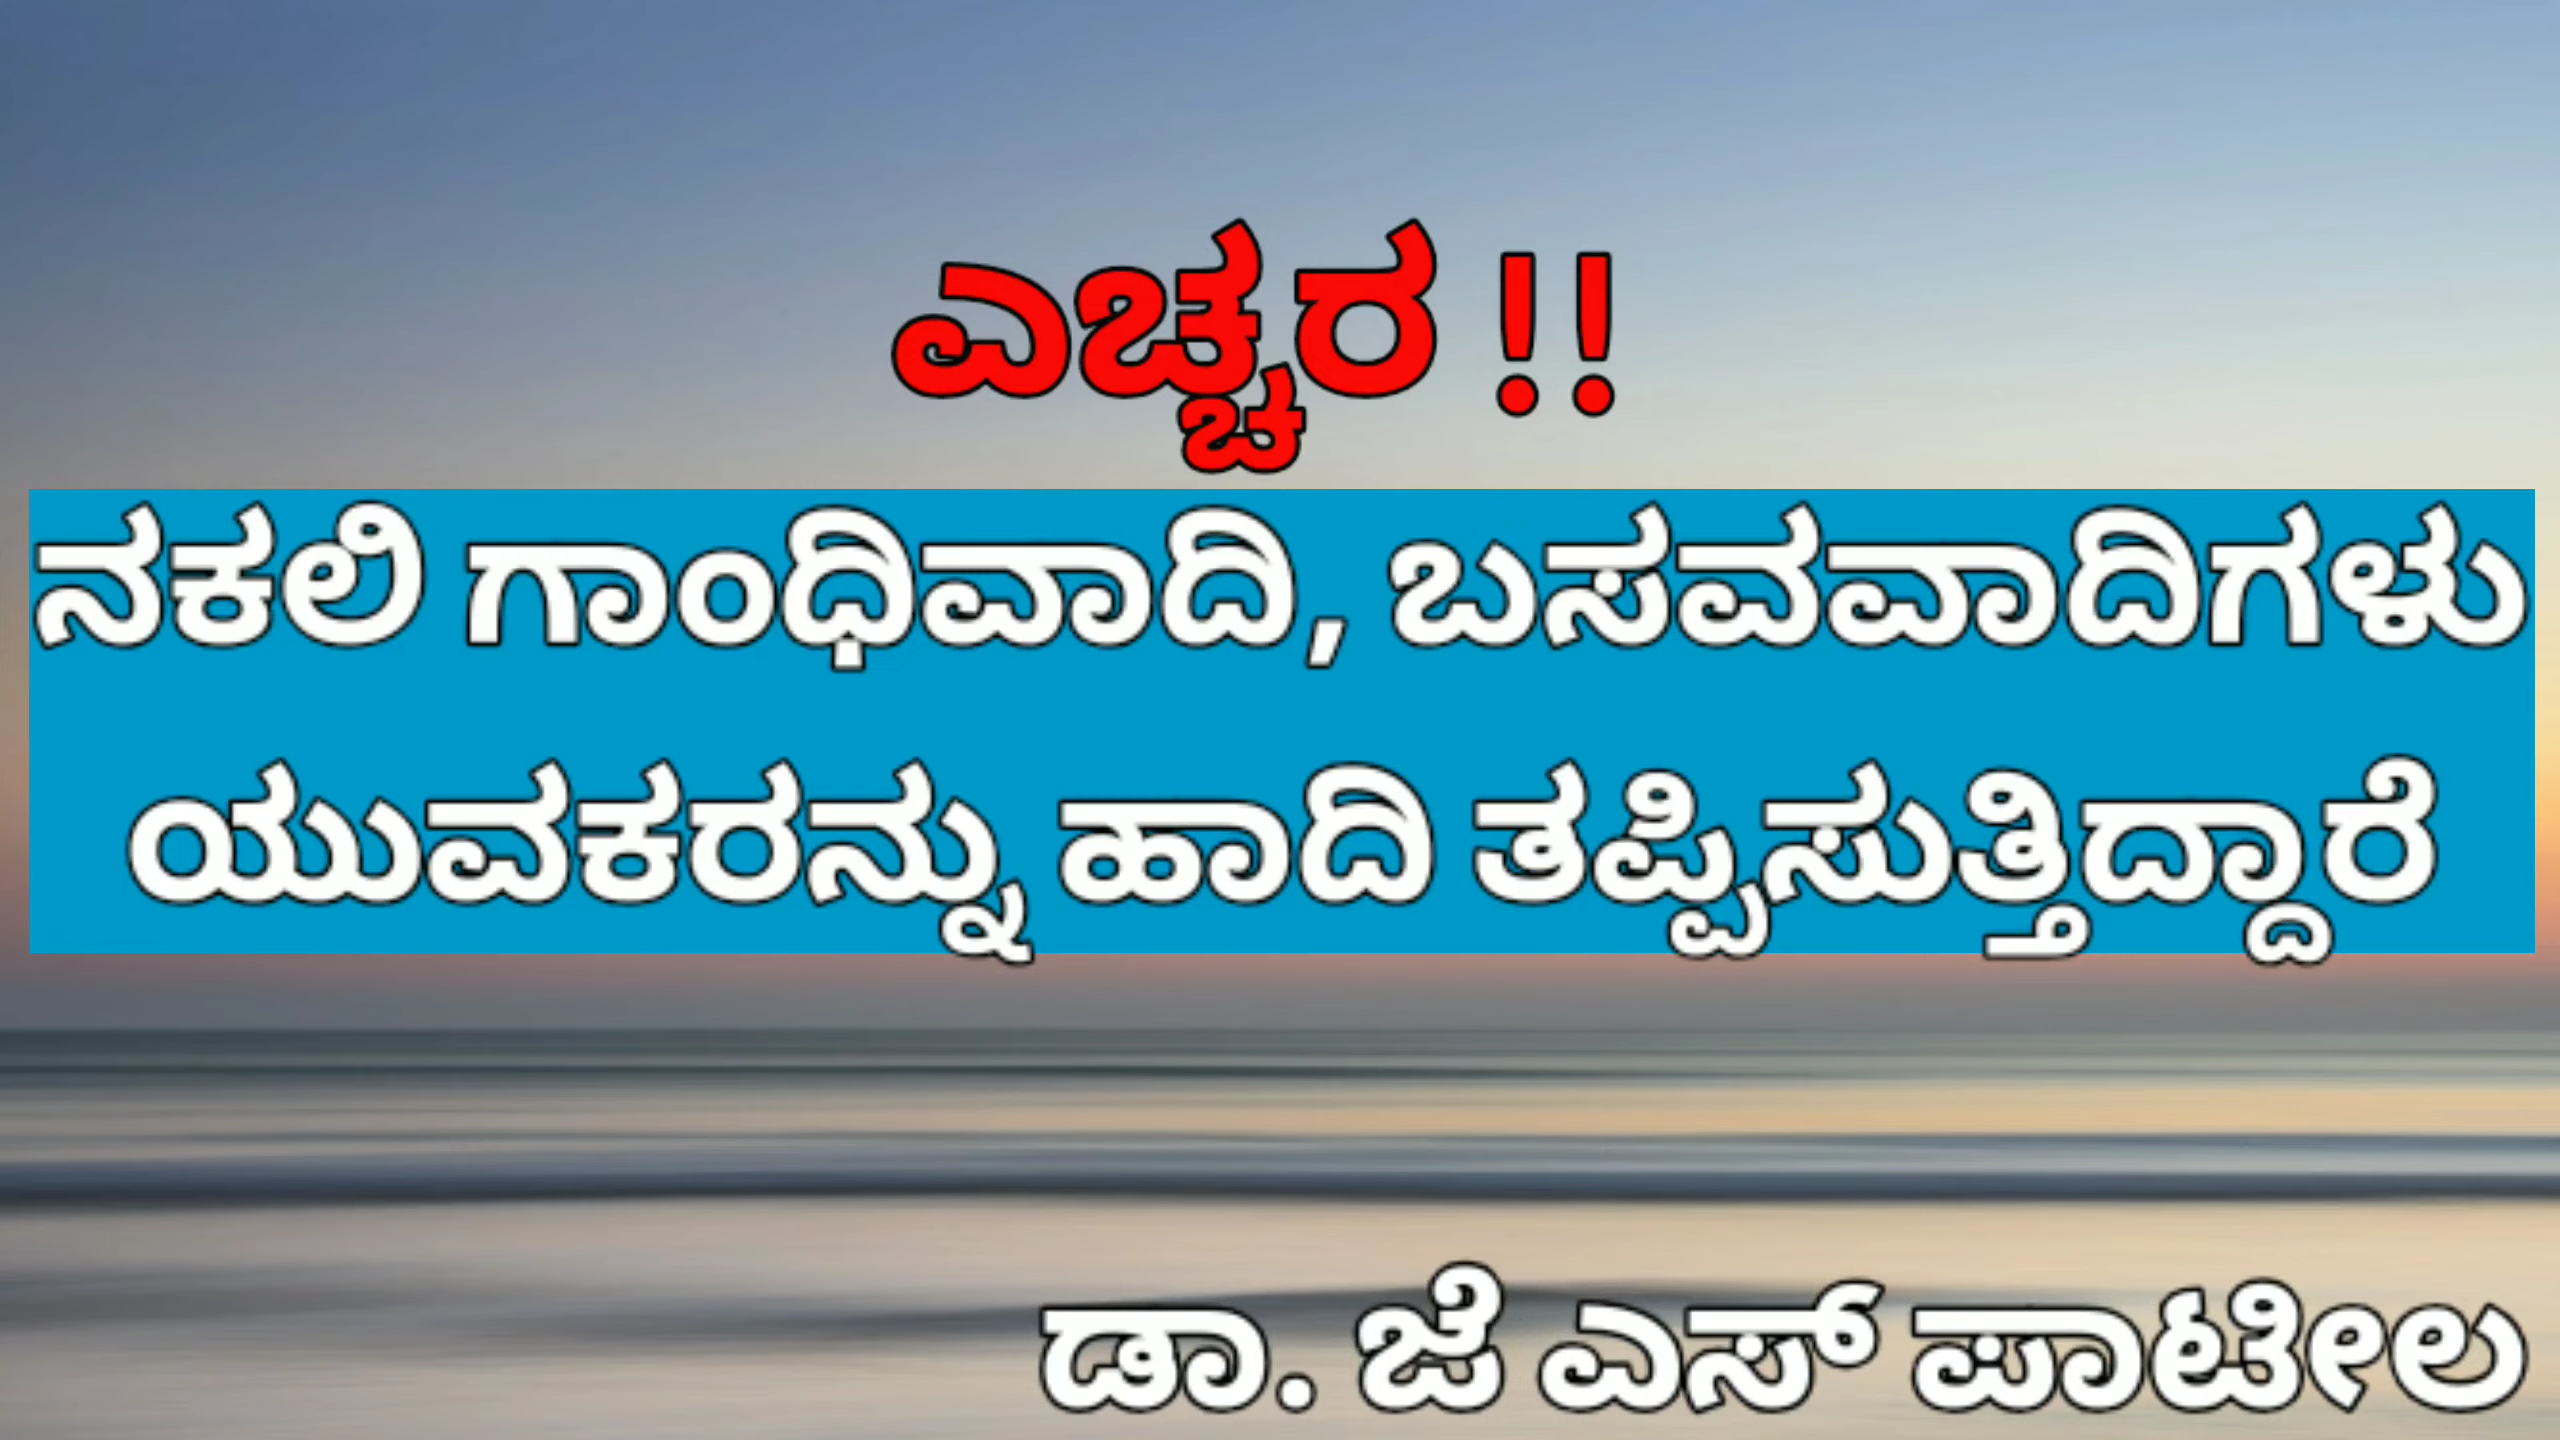 ಎಚ್ಚರ !!
ನಕಲಿ ಗಾಂಧಿವಾದಿ, ಬಸವವಾದಿಗಳು
ಯುವಕರನ್ನು ಹಾದಿ ತಪ್ಪಿಸುತ್ತಿದ್ದಾರೆ
ಡಾ. ಜೆ ಎಸ್ ಪಾಟೀಲ